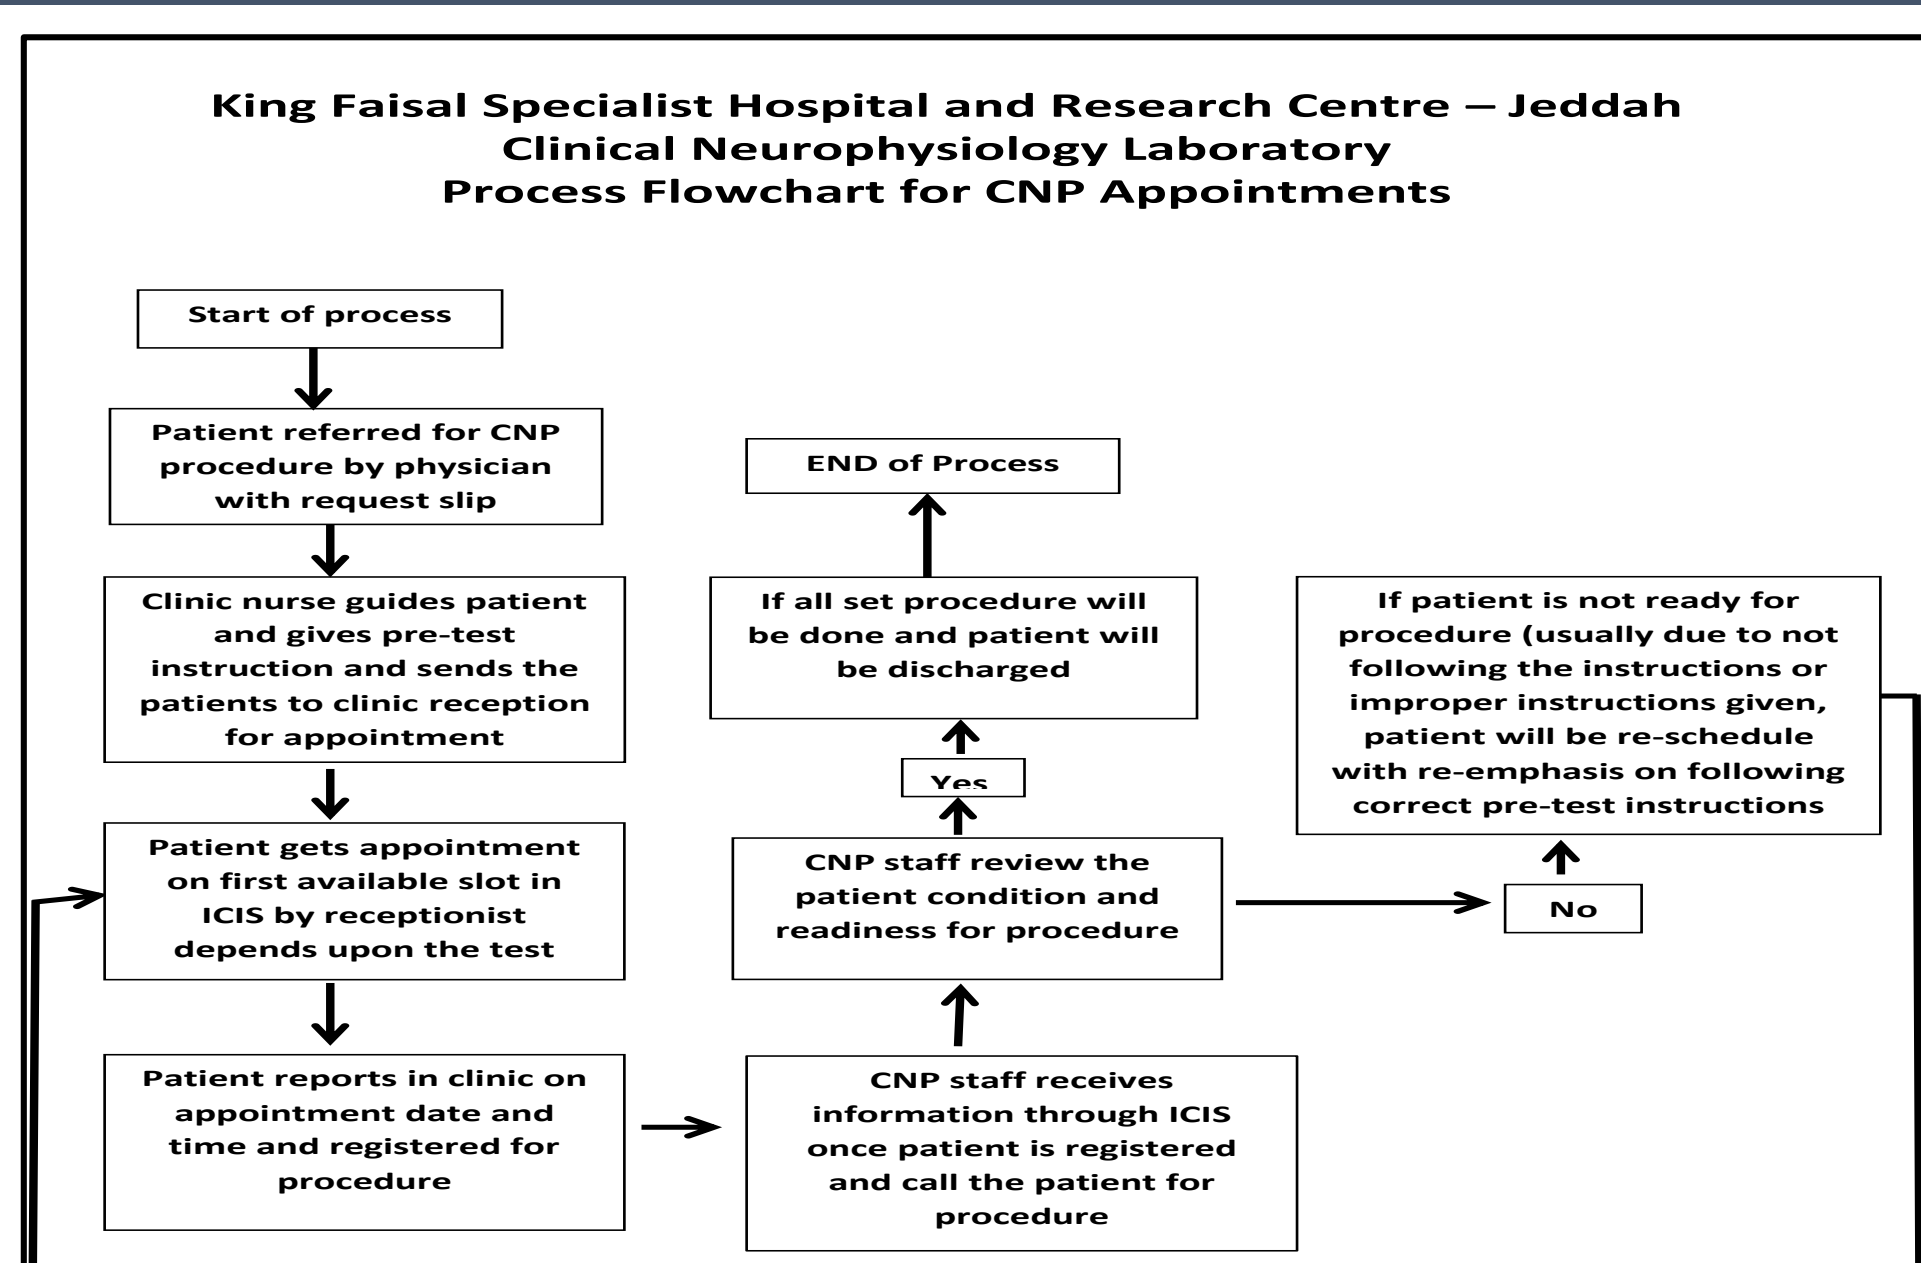 King Faisal Specialist Hospital and Research Centre – Jeddah
Clinical Neurophysiology Laboratory
Process Flowchart for CNP Appointments
Start of process
Patient referred for CNP
procedure by physician
with request slip
Clinic nurse guides patient
and gives pre-test
instruction and sends the
patients to clinic reception
for appointment
Patient gets appointment
on first available slot in
ICIS by receptionist
depends upon the test
Patient reports in clinic on
appointment date and
time and registered for
procedure
CNP staff receives
information through ICIS
once patient is registered
and call the patient for
procedure
CNP staff review the
patient condition and
readiness for procedure
Yes
If all set procedure will
be done and patient will
be discharged
END of Process
No
If patient is not ready for
procedure (usually due to not
following the instructions or
improper instructions given,
patient will be re-schedule
with re-emphasis on following
correct pre-test instructions